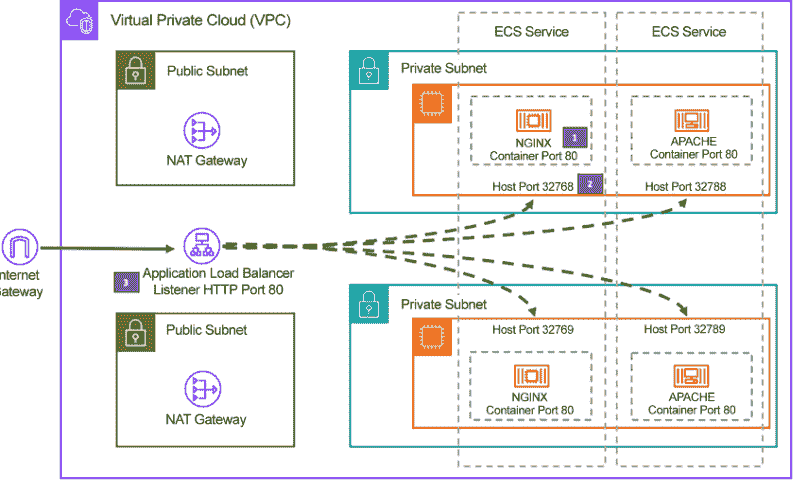 Virtual Private Cloud (VPC)
ECS Service
ECS Service
Public Subnet
NAT Gateway
Private Subnet
NGINX
Container Port 80
1
APACHE
Container Port 80
Host Port 32768
2
Host Port 32788
nternet
Gateway
Application Load Balancer
Listener HTTP Port 80
3
Public Subnet
NAT Gateway
Private Subnet
Host Port 32769
Host Port 32789
NGINX
Container Port 80
APACHE
Container Port 80